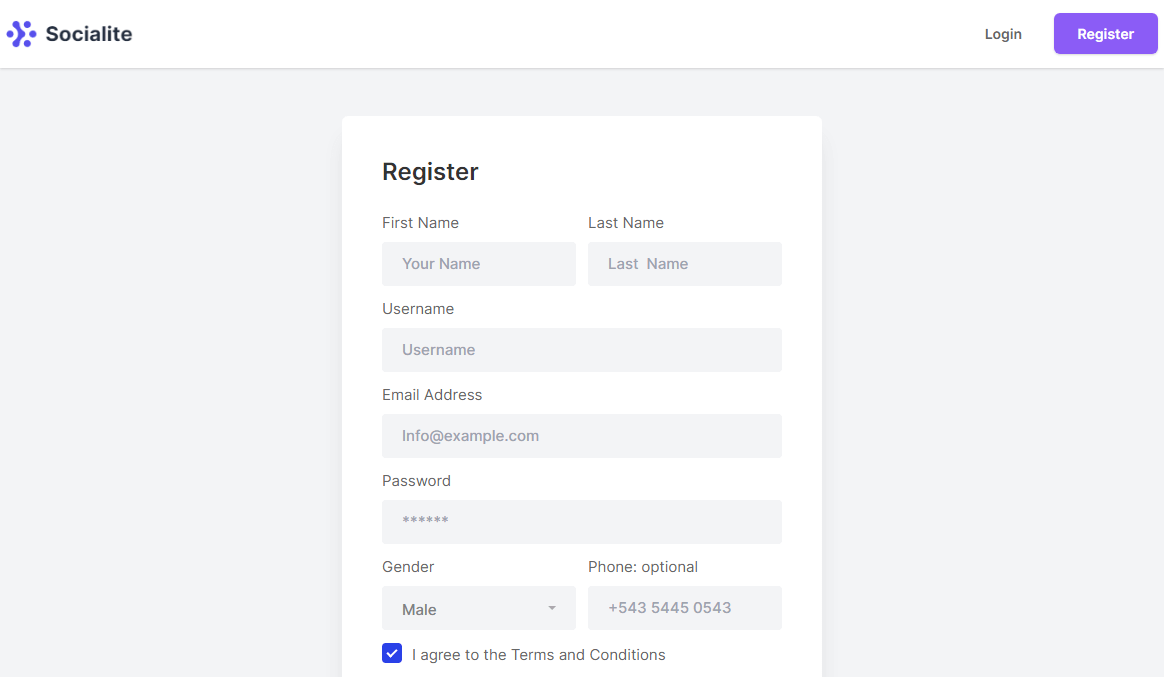 Socialite
Login
Register
Register
First Name
Last Name
Your Name
Last  Name
Username
Username
Email Address
Info@example.com
Password
******
Gender
Phone: optional
Male
+543 5445 0543
I agree to the Terms and Conditions